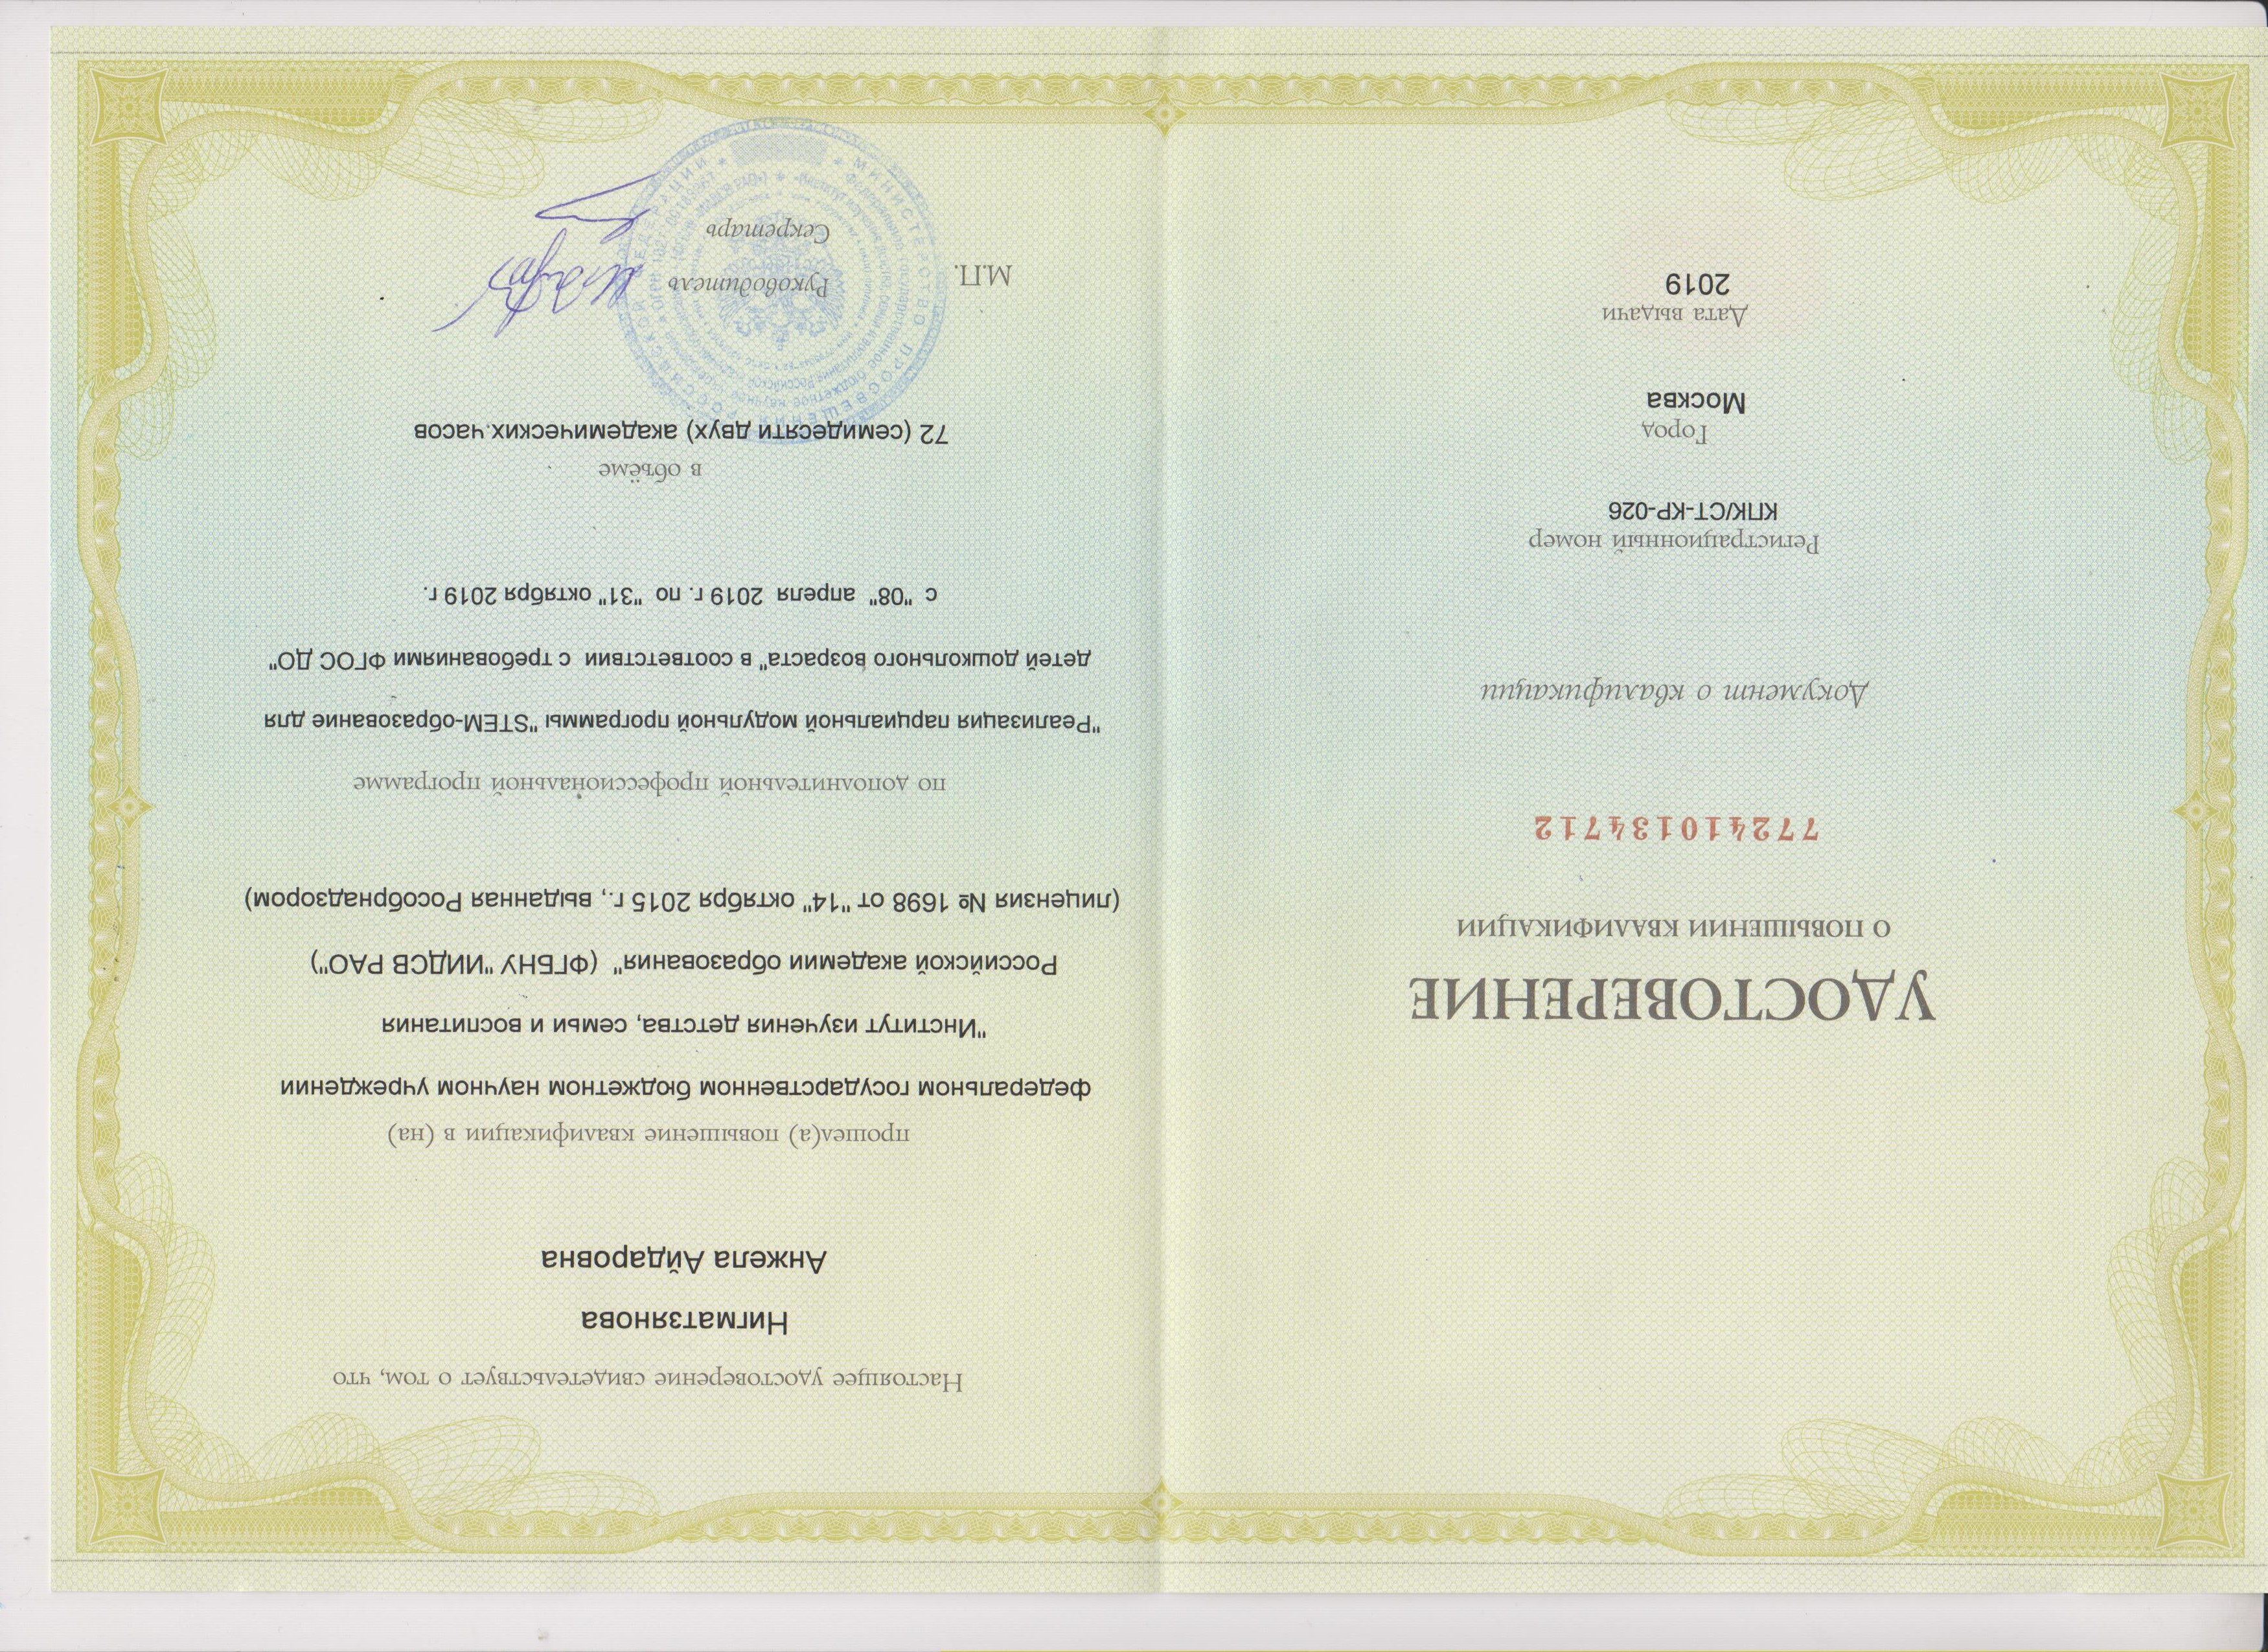 УДОСТОВЕРЕНИЕ
О ПОВЫШЕНИИ КВАЛИФИКАЦИИ
772410134712
Документ о квалификации
Регистрационный номер
КПК/СТ-КР-026
Город
Москва
Дата выдачи
2019
Настоящее удостоверение свидетельствует о том, что
Нигматзянова
Анжела Айдаровна
прошел(а) повышение квалификации в (на)
федеральном государственном бюджетном научном учреждении
"Институт изучения детства, семьи и воспитания
Российской академии образования" (ФГБНУ "ИИДСВ РАО")
(лицензия № 1698 от "14" октября 2015 г., выданная Рособрнадзором)
по дополнительной профессиональной программе
"Реализация парциальной модульной программы "STEM-образование для
детей дошкольного возраста" в соответствии с требованиями ФГОС ДО"
с "08" апреля 2019 г. по "31" октября 2019 г.
в объёме
72 (семидесяти двух) академических.часов
М.П.
Руководитель
Секретарь
МИНИСТЕРСТВО ПРОСВЕЩЕНИЯ РОССИЙСКОЙ ФЕДЕРАЦИИ